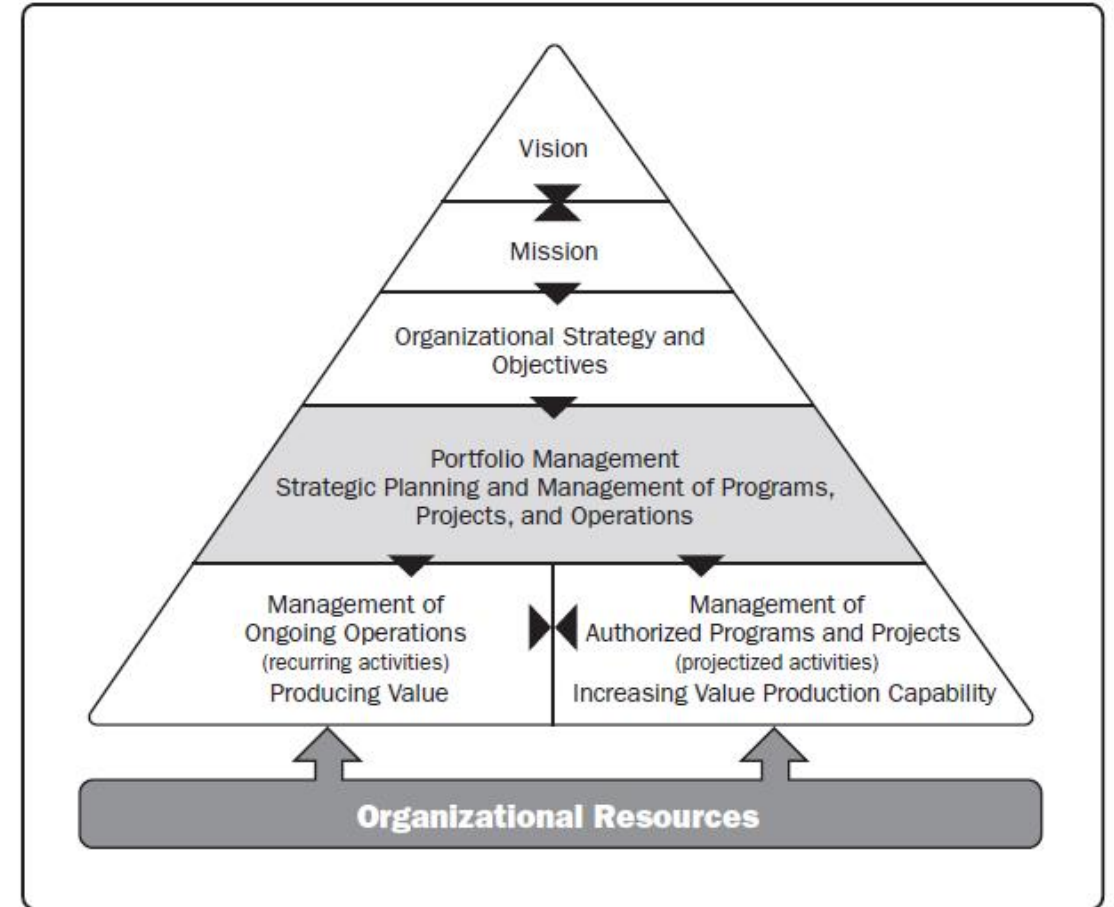 Vision
Mission
Organizational Strategy and
Objectives
Portfolio Management
Strategic Planning and Management of Programs,
Projects, and Operations
Management of
Ongoing Operations
(recurring activities)
Producing Value
Management of
Authorized Programs and Projects
(projectized activities)
Increasing Value Production Capability
Organizational Resources